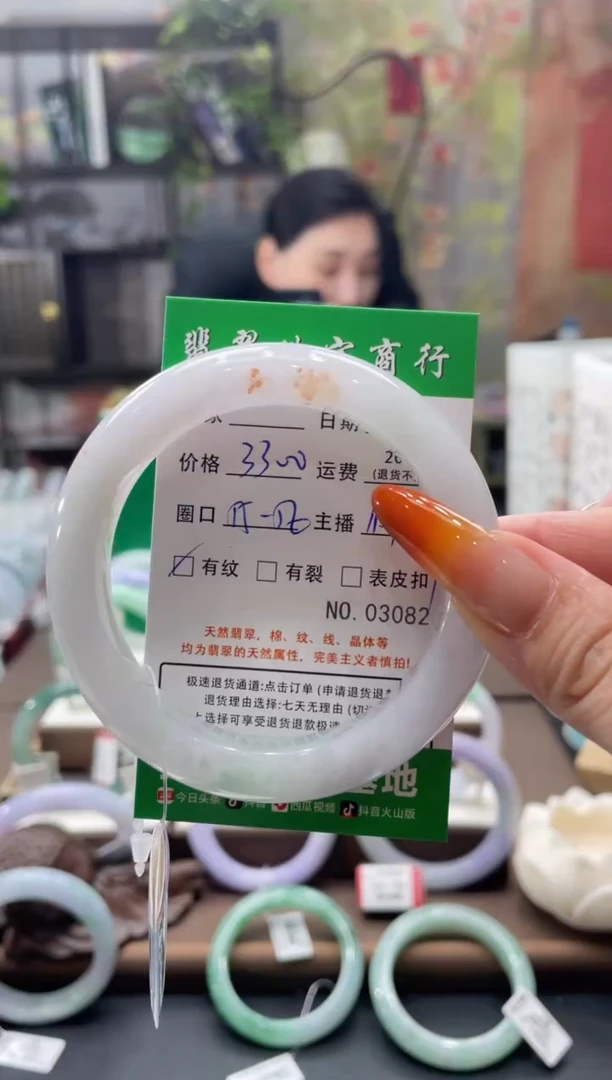 商行
日期
价格 3300 运费
(退货不
圈口 主播
☑ 有纹 ☐ 有裂 ☐ 表皮扣
NO. 03082
天然翡翠，棉、纹、线、晶体等
均为翡翠的天然属性，完美主义者慎拍!
极速退货通道:点击订单(申请退货退
退货理由选择:七天无理由(切
上选择可享受退货退款极速
基地
今日头条 抖音 西瓜视频 抖音火山版